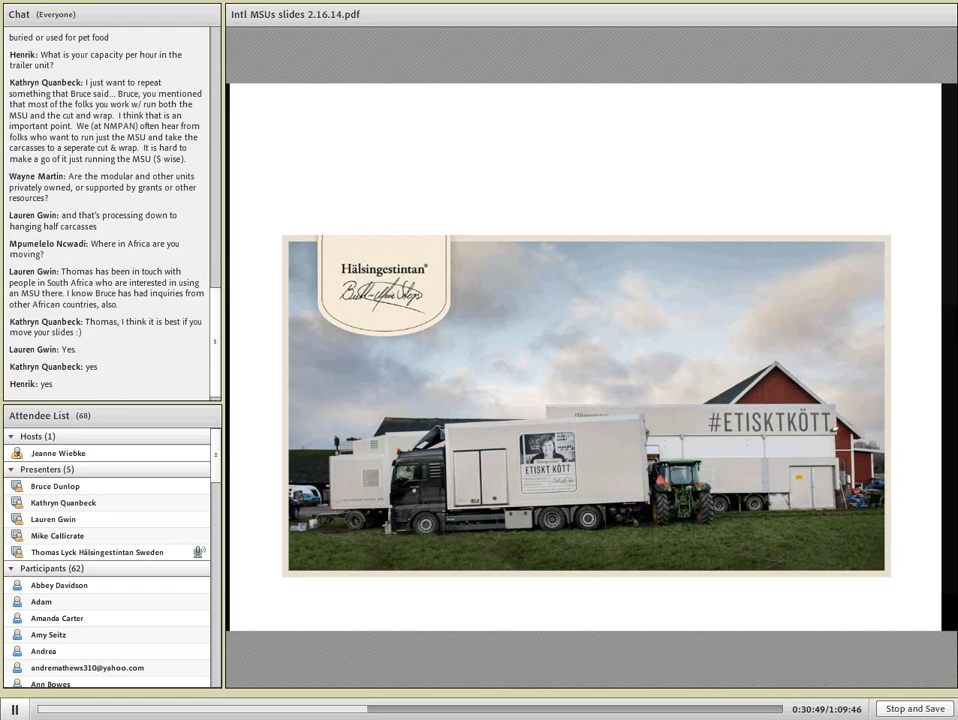 Chat (Everyone)
buried or used for pet food
Henrik: What is your capacity per hour in the
trailer unit?
Kathryn Quanbeck: I just want to repeat
something that Bruce said... Bruce, you mentioned
that most of the folks you work w/ run both the
MSU and the cut and wrap.  I think that is an
important point.  We (at NMPAN) often hear from
folks who want to run just the MSU and take the
carcasses to a seperate cut & wrap.  It is hard to
make a go of it just running the MSU ($ wise).
Wayne Martin: Are the modular and other units
privately owned, or supported by grants or other
resources?
Lauren Gwin: and that's processing down to
hanging half carcasses
Mpumelelo Ncwadi: Where in Africa are you
moving?
Lauren Gwin: Thomas has been in touch with
people in South Africa who are interested in using
an MSU there. I know Bruce has had inquiries from
other African countries, also.
Kathryn Quanbeck: Thomas, I think it is best if you
move your slides :)
Lauren Gwin: Yes.
Kathryn Quanbeck: yes
Henrik: yes
Attendee List (68)
Hosts (1)
Jeanne Wiebke
Presenters (5)
Bruce Dunlop
Kathryn Quanbeck
Lauren Gwin
Mike Callicrate
Thomas Lyck Hälsingestintan Sweden
Participants (62)
Abbey Davidson
Adam
Amanda Carter
Amy Seitz
Andrea
andremathews310@yahoo.com
Ann Bowes
Intl MSUs slides 2.16.14.pdf
Hälsingestintan®
#ETISKTKÖTT
ETISKT KÖTT
0:30:49/1:09:46
Stop and Save